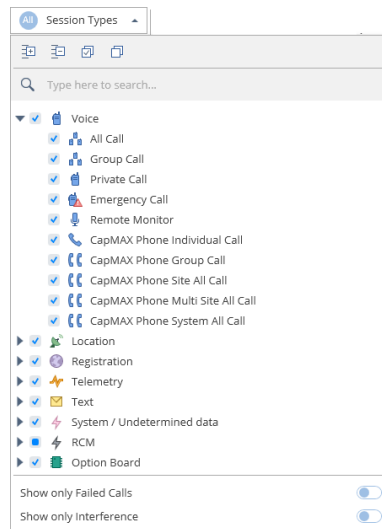 All Session Types
Type here to search...
Voice
All Call
Group Call
Private Call
Emergency Call
Remote Monitor
CapMAX Phone Individual Call
CapMAX Phone Group Call
CapMAX Phone Site All Call
CapMAX Phone Multi Site All Call
CapMAX Phone System All Call
Location
Registration
Telemetry
Text
System / Undetermined data
RCM
Option Board
Show only Failed Calls
Show only Interference